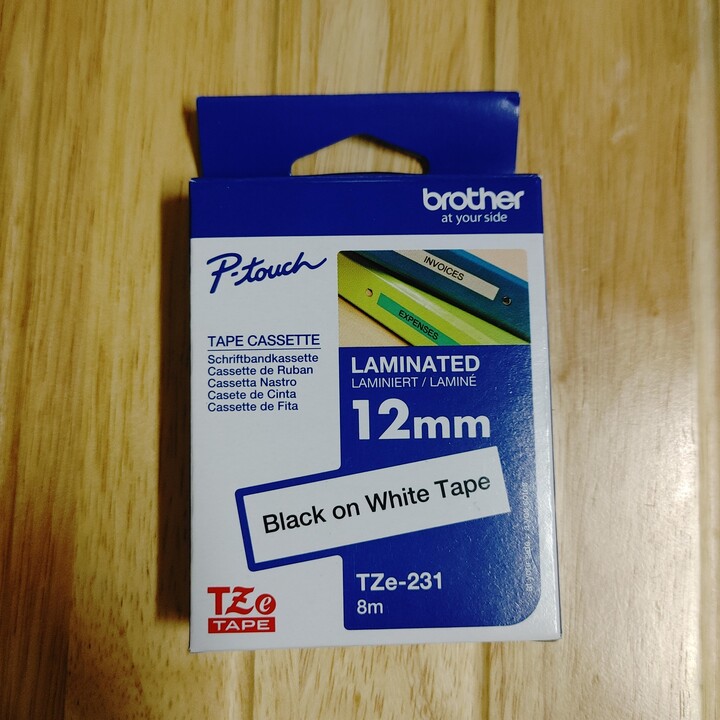 brother
at your side
P-touch
INVOICES
EXPENSES
TAPE CASSETTE
Schriftbandkassette
Cassette de Ruban
Cassetta Nastro
Casete de Cinta
Cassette de Fita
LAMINATED
LAMINIERT / LAMINÉ
12mm
Black on White Tape
TZe-231
8m
TZe
TAPE